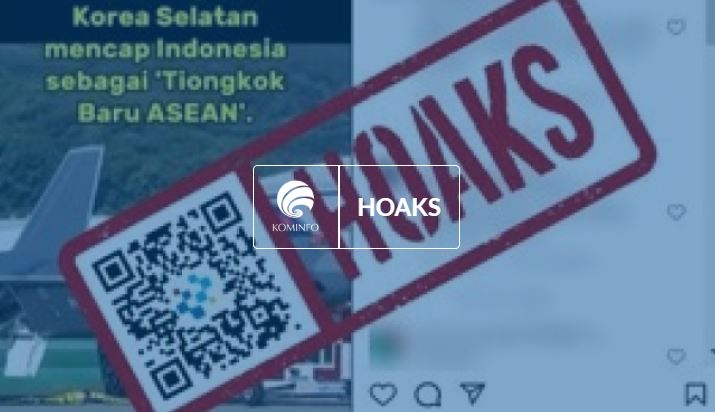 Korea Selatan
mencap Indonesia
sebagai 'Tiongkok
Baru ASEAN'.
HOAKS
KOMINFO
HOAKS